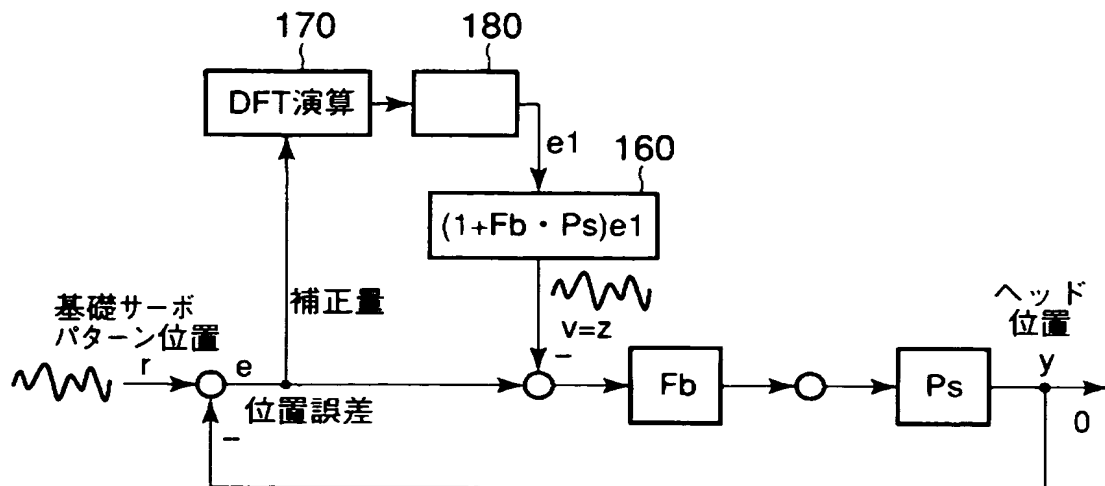 170
180
DFT演算
e1
160
(1+Fb・Ps)e1
補正量
v=z
基礎サーボ
パターン位置
r
e
位置誤差
−
−
Fb
Ps
ヘッド
位置
y
0